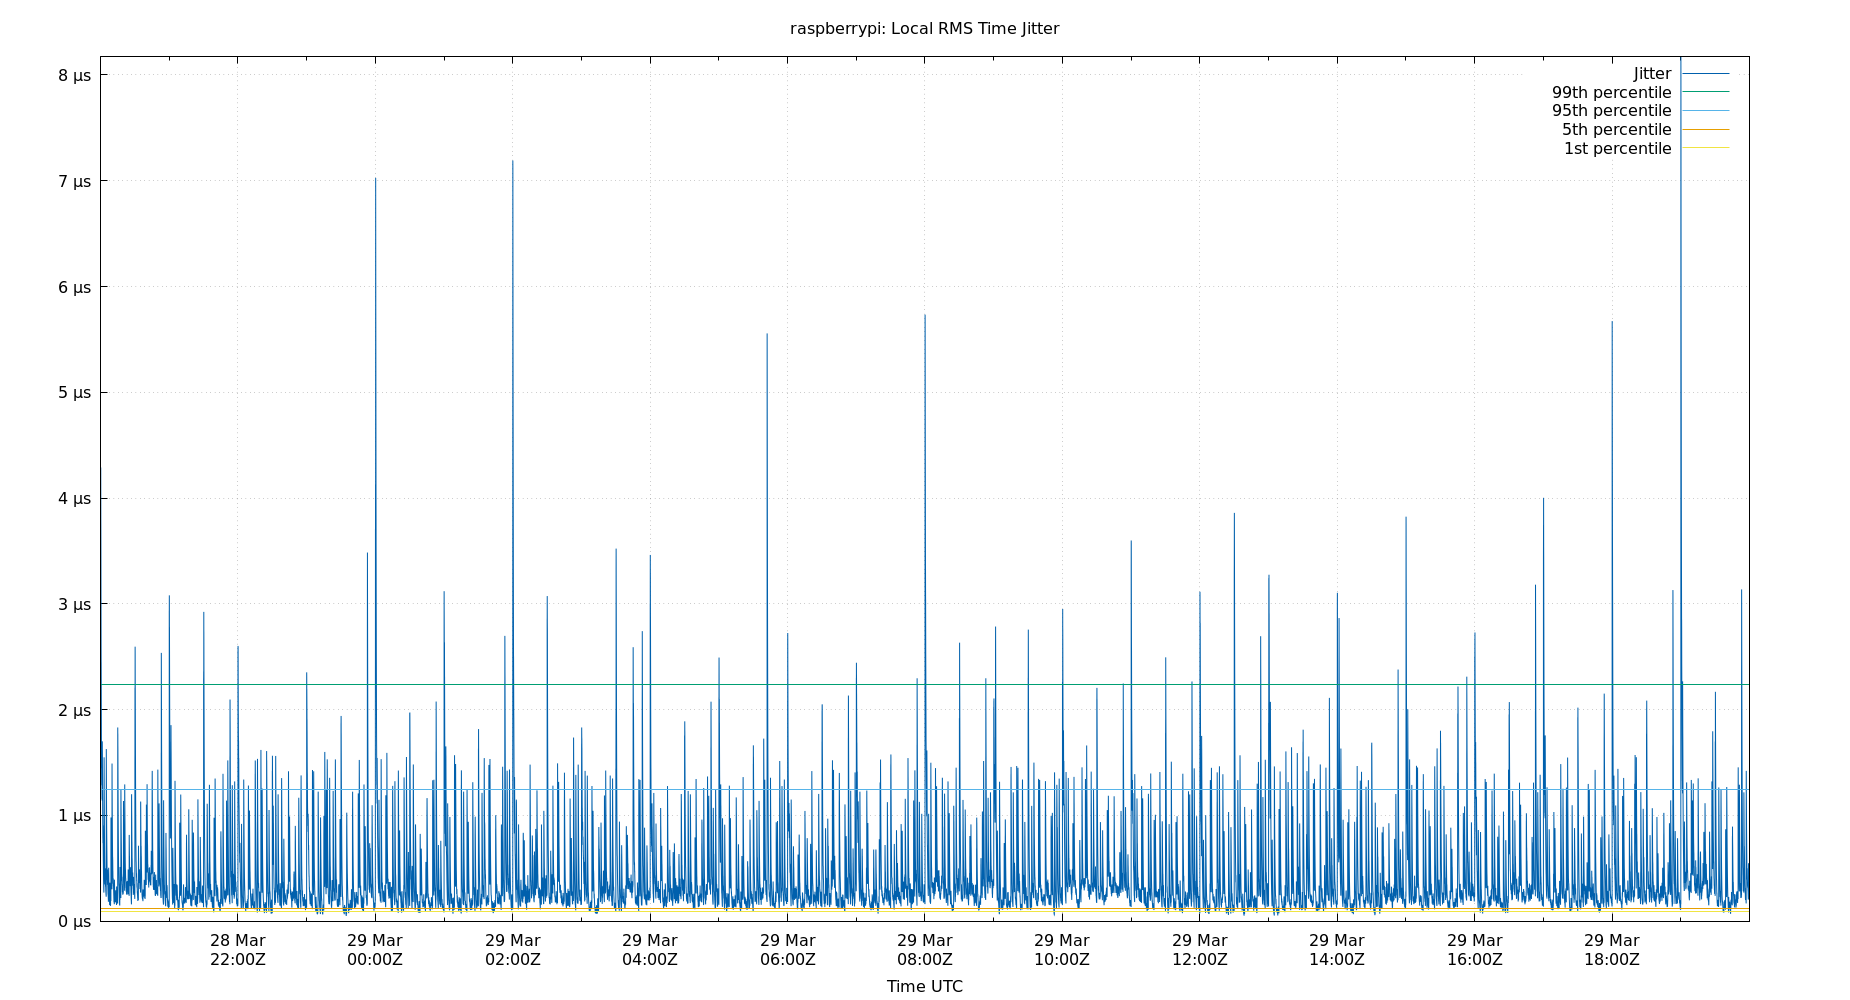 raspberrypi: Local RMS Time Jitter
8 µs
7 µs
6 µs
5 µs
4 µs
3 µs
2 µs
1 µs
0 µs
Jitter
99th percentile
95th percentile
5th percentile
1st percentile
28 Mar 29 Mar 29 Mar 29 Mar 29 Mar 29 Mar 29 Mar 29 Mar 29 Mar 29 Mar 29 Mar
22:00Z 00:00Z 02:00Z 04:00Z 06:00Z 08:00Z 10:00Z 12:00Z 14:00Z 16:00Z 18:00Z
Time UTC